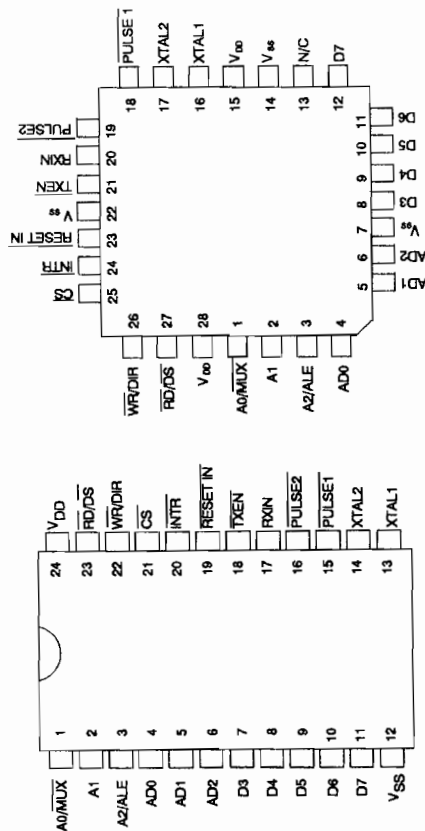 PULSE 1
XTAL2
XTAL1
VDD
VSS
N/C
D7
18
17
16
15
14
13
12
PULSE2
19
11
D6
RXIN
20
10
D5
TXEN
21
9
D4
VSS
22
8
D3
RESET IN
23
7
VSS
INTR
24
6
AD2
CS
25
5
AD1
26
27
28
1
2
3
4
WR/DIR
RD/DS
VDD
A0/MUX
A1
A2/ALE
AD0
VDD
RD/DS
WR/DIR
CS
INTR
RESET IN
TXEN
RXIN
PULSE2
PULSE1
XTAL2
XTAL1
24
23
22
21
20
19
18
17
16
15
14
13
1
2
3
4
5
6
7
8
9
10
11
12
A0/MUX
A1
A2/ALE
AD0
AD1
AD2
D3
D4
D5
D6
D7
VSS